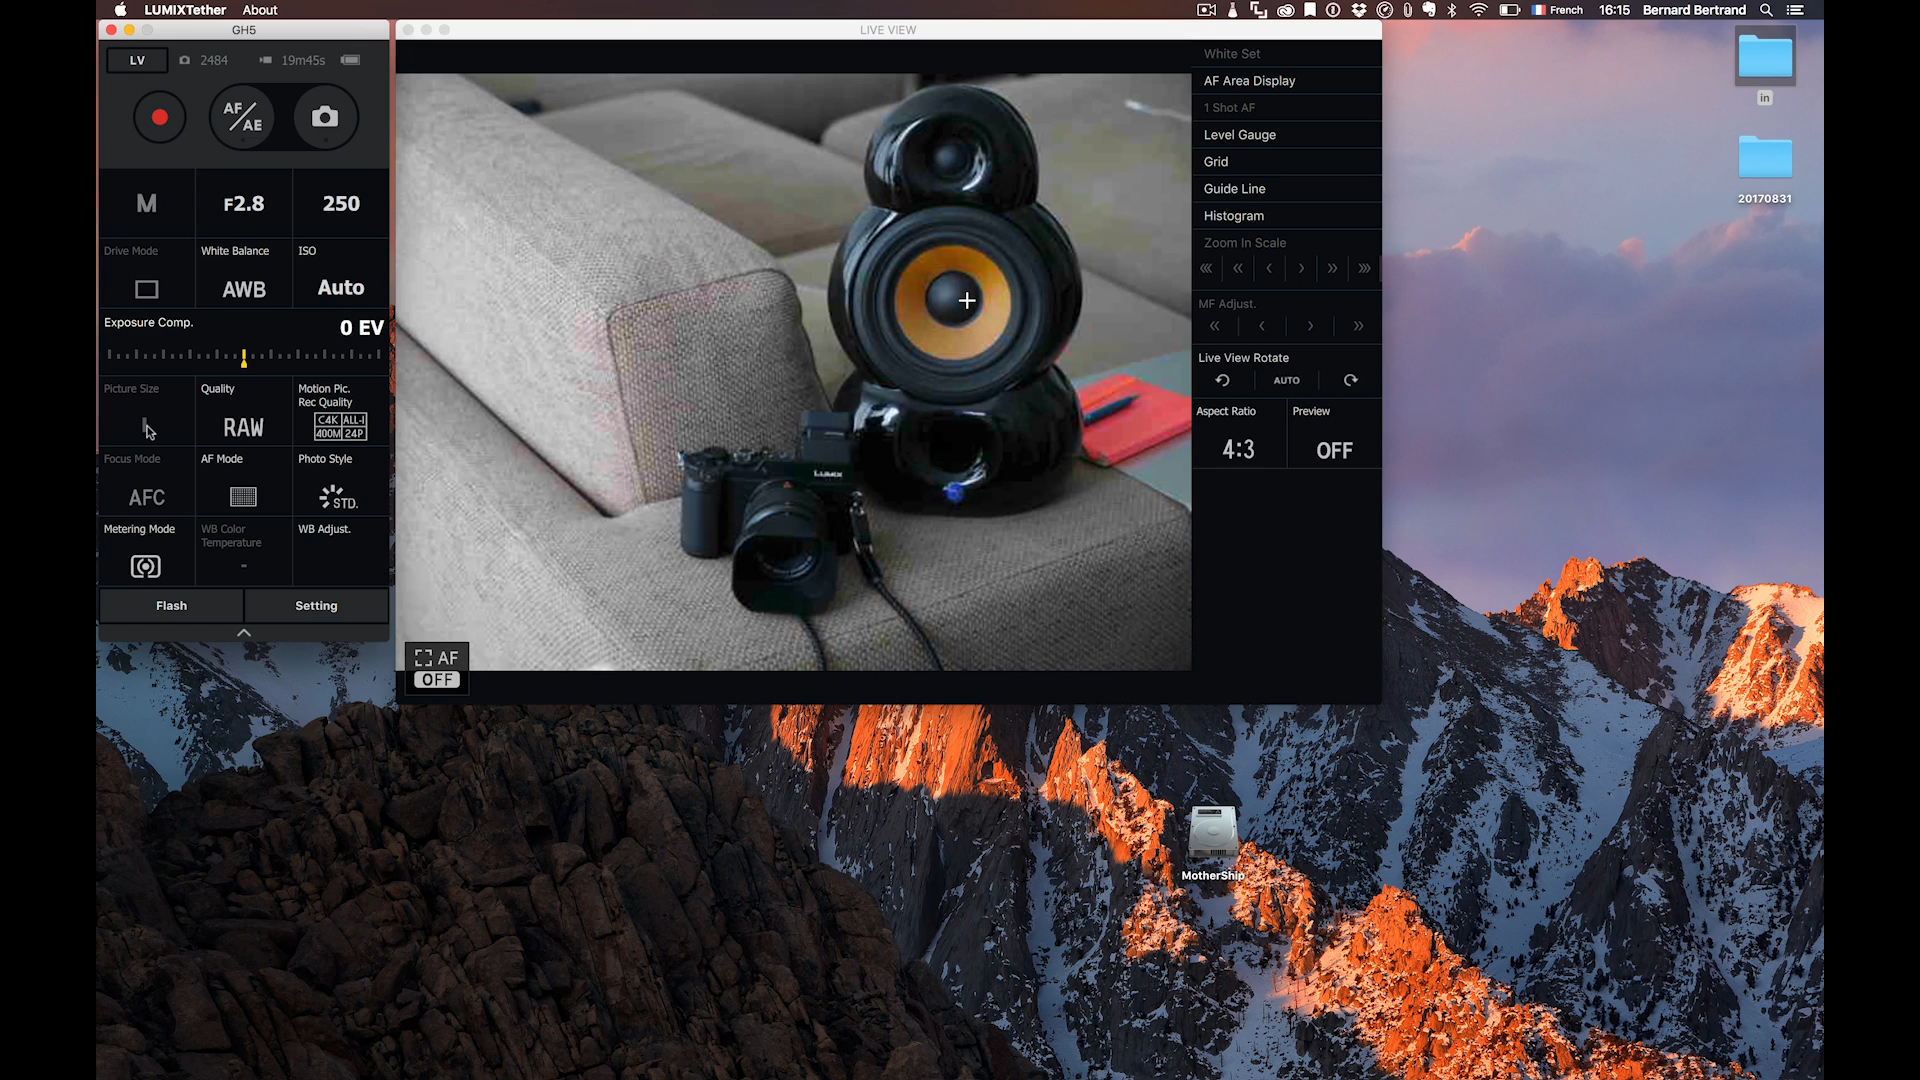 LUMIXTether About
French 16:15 Bernard Bertrand
GH5
LV 2484 19m45s
AF/AE
M F2.8 250
Drive Mode White Balance ISO
AWB Auto
Exposure Comp.
0 EV
Picture Size Quality Motion Pic. Rec Quality
L RAW C4K ALL-I 400M 24P
Focus Mode AF Mode Photo Style
AFC STD.
Metering Mode WB Color Temperature WB Adjust.
-
Flash Setting
LIVE VIEW
LUMIX
AF
OFF
White Set
AF Area Display
1 Shot AF
Level Gauge
Grid
Guide Line
Histogram
Zoom In Scale
MF Adjust.
Live View Rotate
AUTO
Aspect Ratio Preview
4:3 OFF
in
20170831
MotherShip